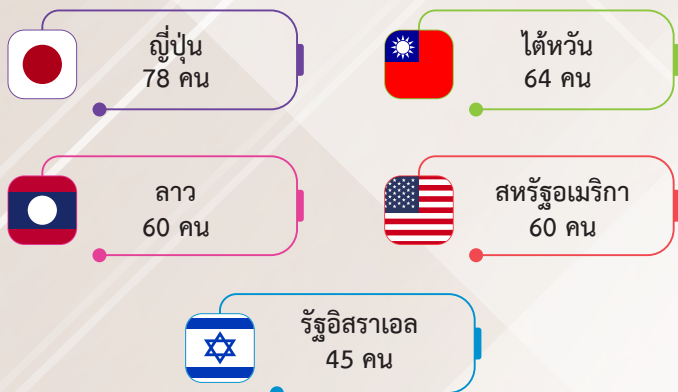 ญี่ปุ่น
78 คน
ไต้หวัน
64 คน
ลาว
60 คน
สหรัฐอเมริกา
60 คน
รัฐอิสราเอล
45 คน